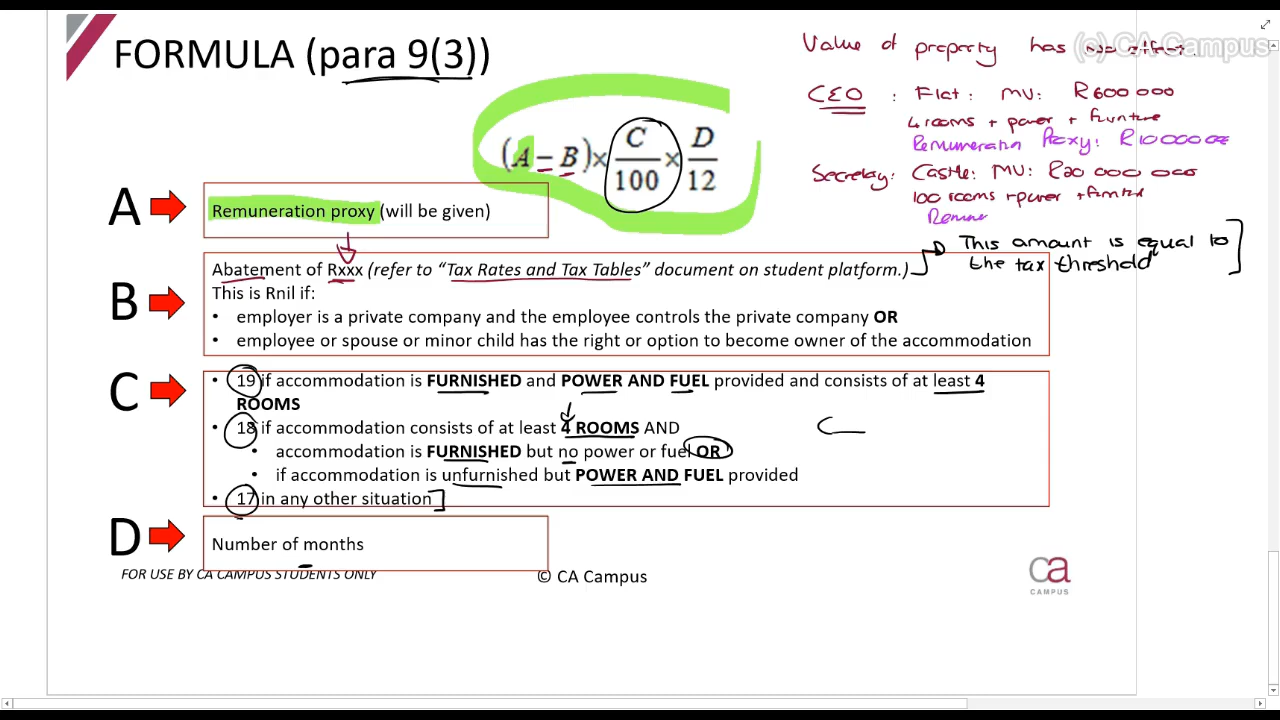 FORMULA (para 9(3))
(A − B) × C/100 × D/12
Value of property has
(c) CA Campus
CEO : Flat : MV: R600 000
4 rooms + power + furniture
Remuneration Proxy: R1000000
Secretay: Castle: MV: R20 000 000
100 rooms + power + furnited
Remune
A
Remuneration proxy (will be given)
This amount is equal to
the tax threshold
B
Abatement of Rxxx (refer to “Tax Rates and Tax Tables” document on student platform.)
This is Rnil if:
• employer is a private company and the employee controls the private company OR
• employee or spouse or minor child has the right or option to become owner of the accommodation
C
• 19 if accommodation is FURNISHED and POWER AND FUEL provided and consists of at least 4
ROOMS
• 18 if accommodation consists of at least 4 ROOMS AND
• accommodation is FURNISHED but no power or fuel OR
• if accommodation is unfurnished but POWER AND FUEL provided
• 17 in any other situation
D
Number of months
FOR USE BY CA CAMPUS STUDENTS ONLY
© CA Campus
ca
CAMPUS